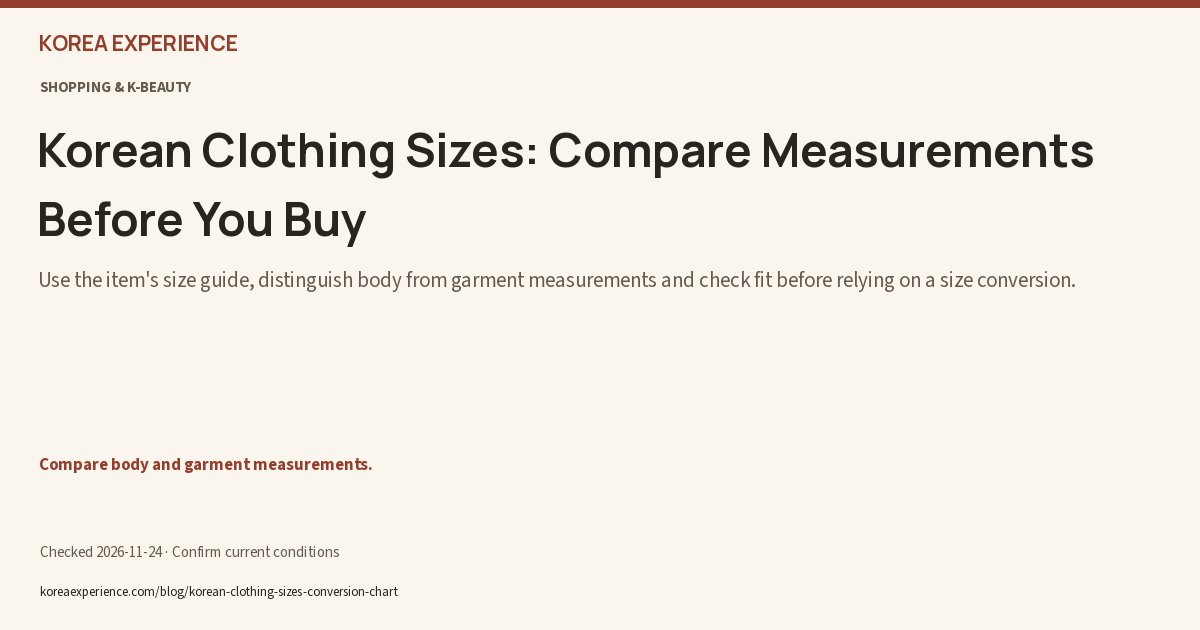 KOREA EXPERIENCE
SHOPPING & K-BEAUTY
Korean Clothing Sizes: Compare Measurements
Before You Buy
Use the item's size guide, distinguish body from garment measurements and check fit before relying on a size conversion.
Compare body and garment measurements.
Checked 2026-11-24 · Confirm current conditions
koreaexperience.com/blog/korean-clothing-sizes-conversion-chart